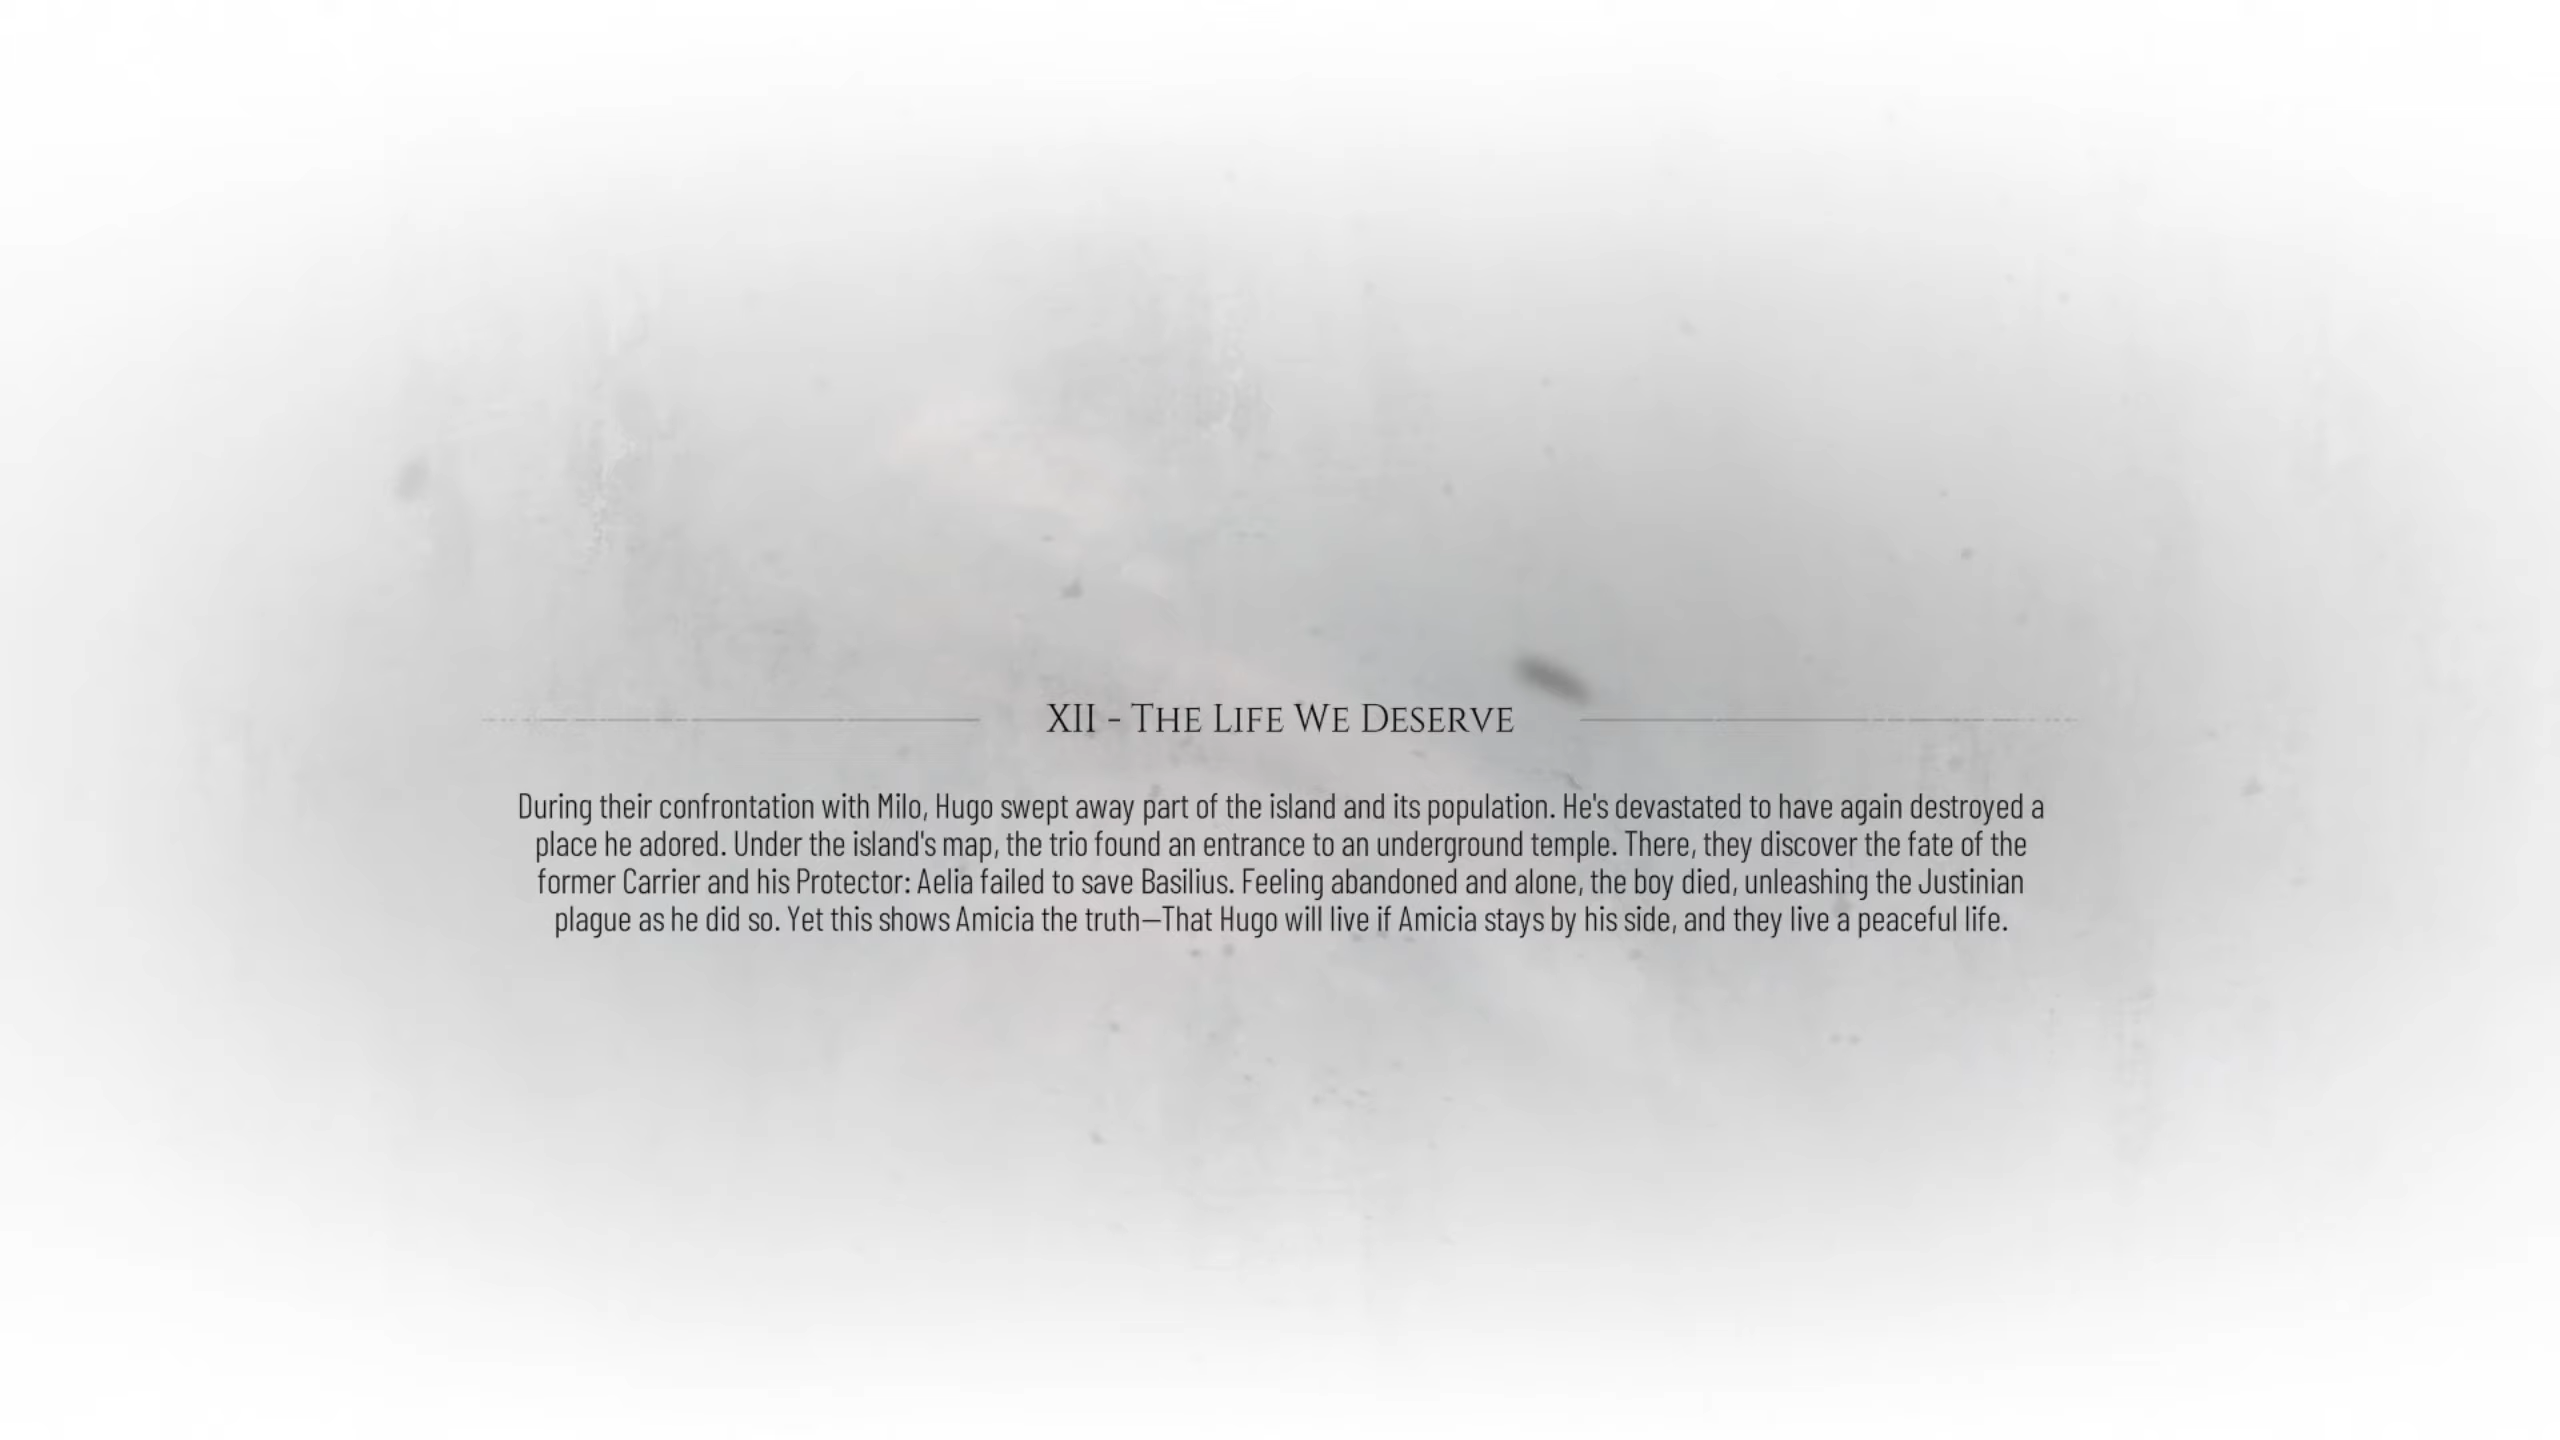 XII - The Life We Deserve
During their confrontation with Milo, Hugo swept away part of the island and its population. He's devastated to have again destroyed a
place he adored. Under the island's map, the trio found an entrance to an underground temple. There, they discover the fate of the
former Carrier and his Protector: Aelia failed to save Basilius. Feeling abandoned and alone, the boy died, unleashing the Justinian
plague as he did so. Yet this shows Amicia the truth—That Hugo will live if Amicia stays by his side, and they live a peaceful life.